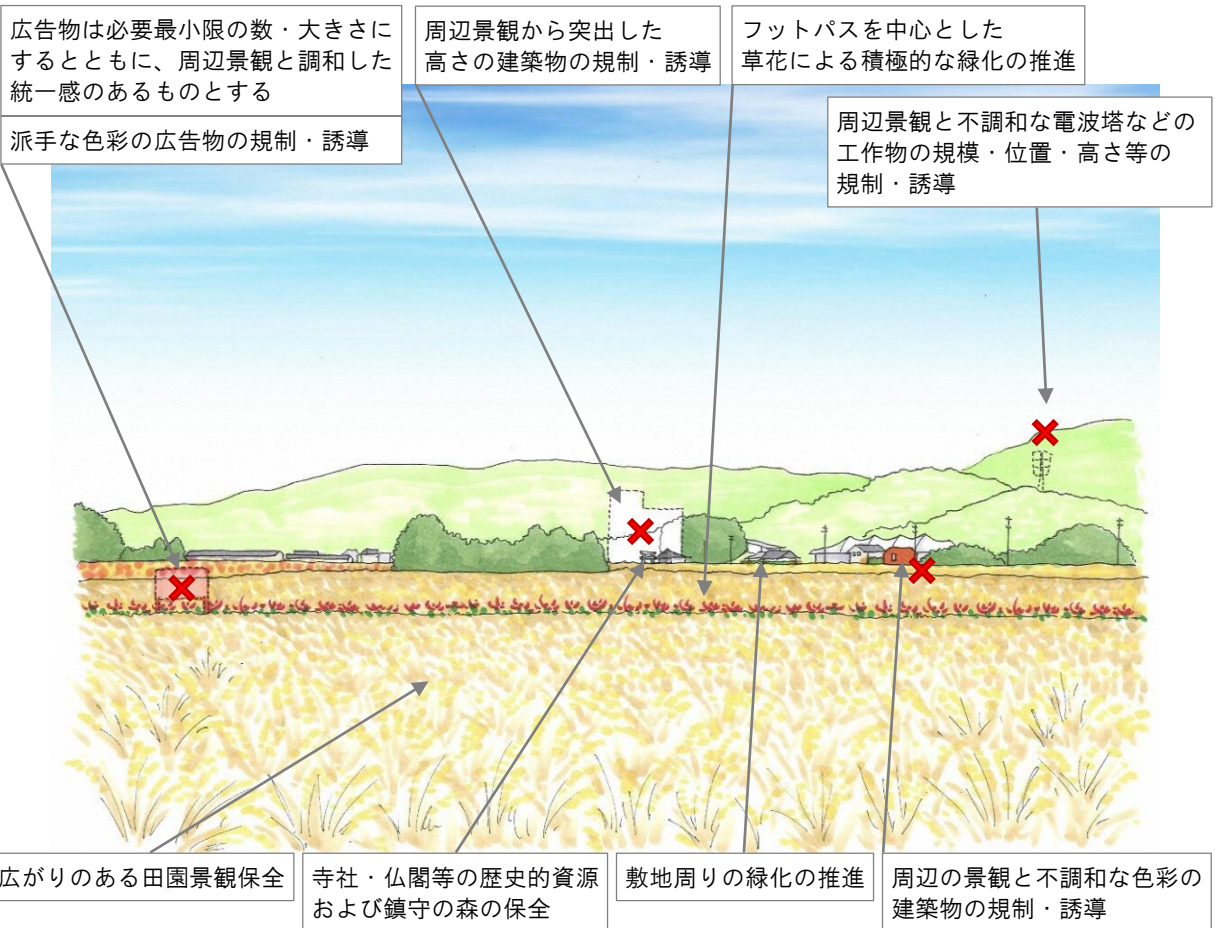 広告物は必要最小限の数・大きさに
するとともに、周辺景観と調和した
統一感のあるものとする
派手な色彩の広告物の規制・誘導
周辺景観から突出した
高さの建築物の規制・誘導
フットパスを中心とした
草花による積極的な緑化の推進
周辺景観と不調和な電波塔などの
工作物の規模・位置・高さ等の
規制・誘導
広がりのある田園景観保全
寺社・仏閣等の歴史的資源
および鎮守の森の保全
敷地周りの緑化の推進
周辺の景観と不調和な色彩の
建築物の規制・誘導